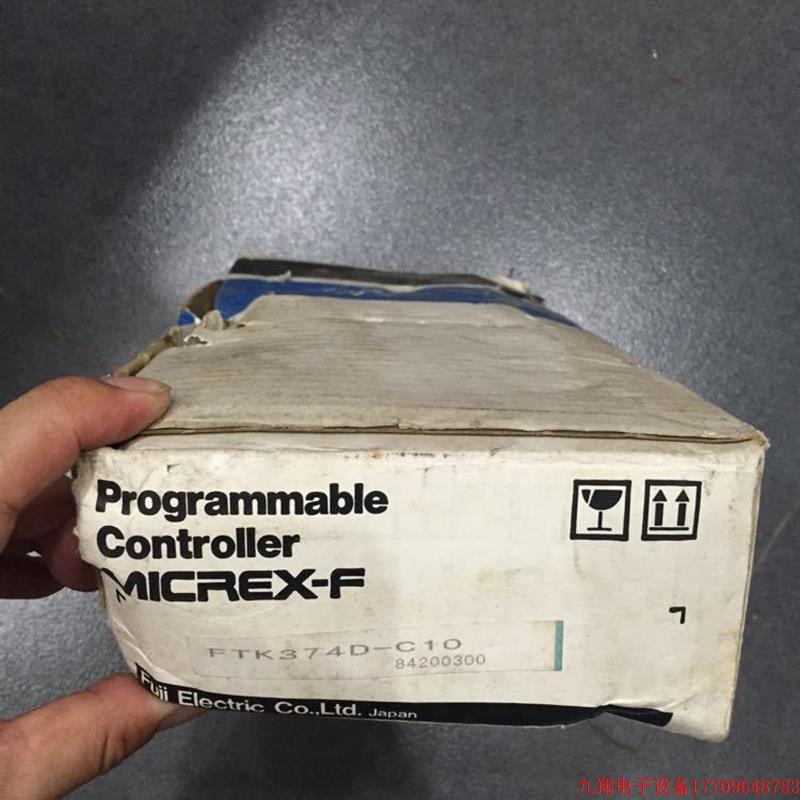 Programmable
Controller
MICREX-F
FTK374D-C10
84200300
Fuji Electric Co.,Ltd. Japan
九翔电子设备17709648783